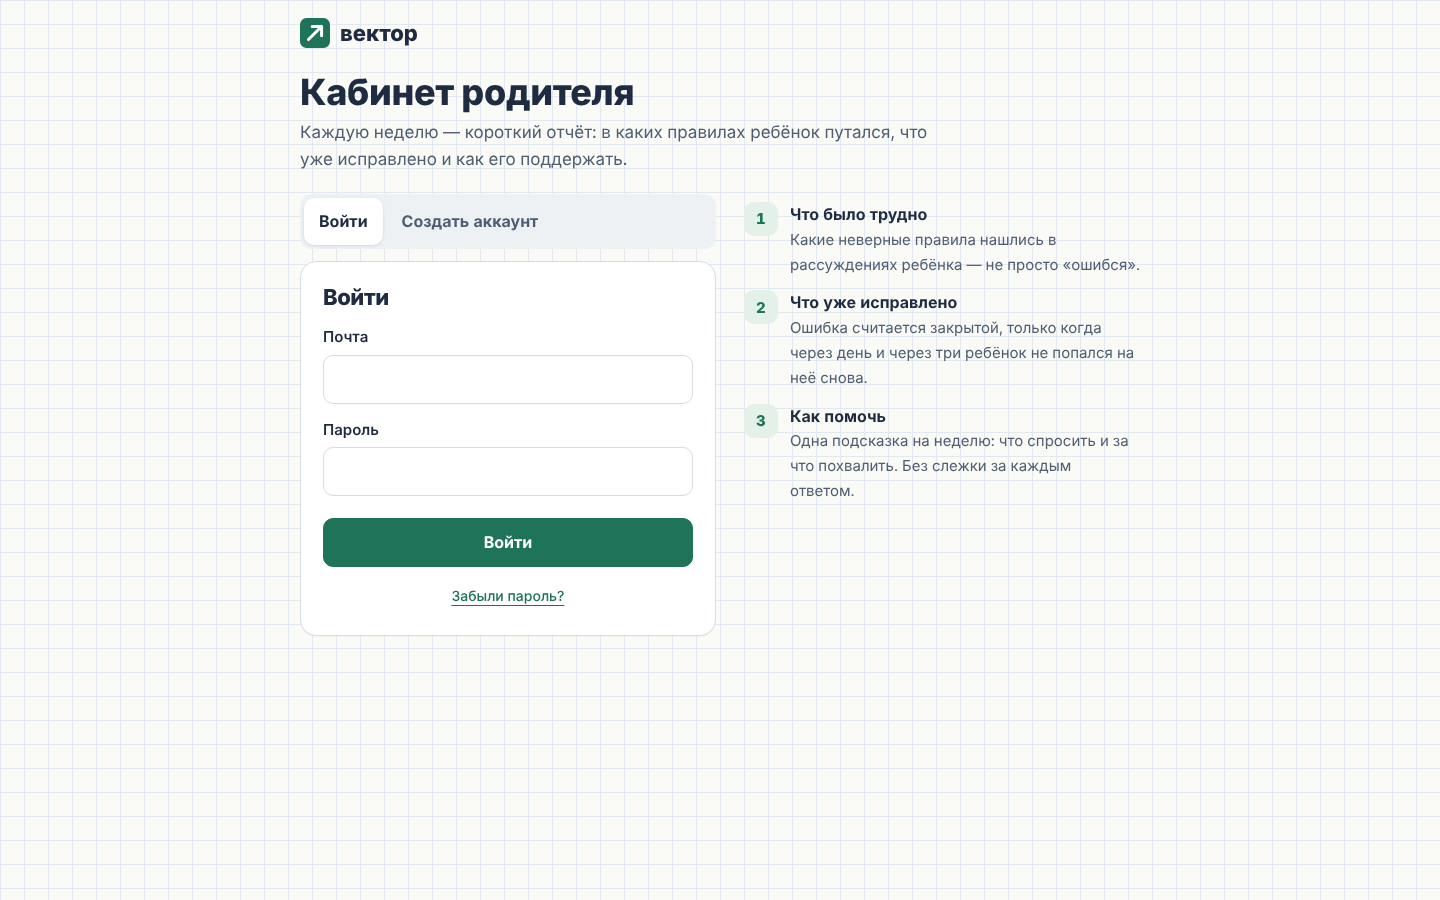 вектор
Кабинет родителя
Каждую неделю — короткий отчёт: в каких правилах ребёнок путался, что
уже исправлено и как его поддержать.
Войти
Создать аккаунт
Войти
Почта
Пароль
Войти
Забыли пароль?
1
Что было трудно
Какие неверные правила нашлись в
рассуждениях ребёнка — не просто «ошибся».
2
Что уже исправлено
Ошибка считается закрытой, только когда
через день и через три ребёнок не попался на
неё снова.
3
Как помочь
Одна подсказка на неделю: что спросить и за
что похвалить. Без слежки за каждым
ответом.